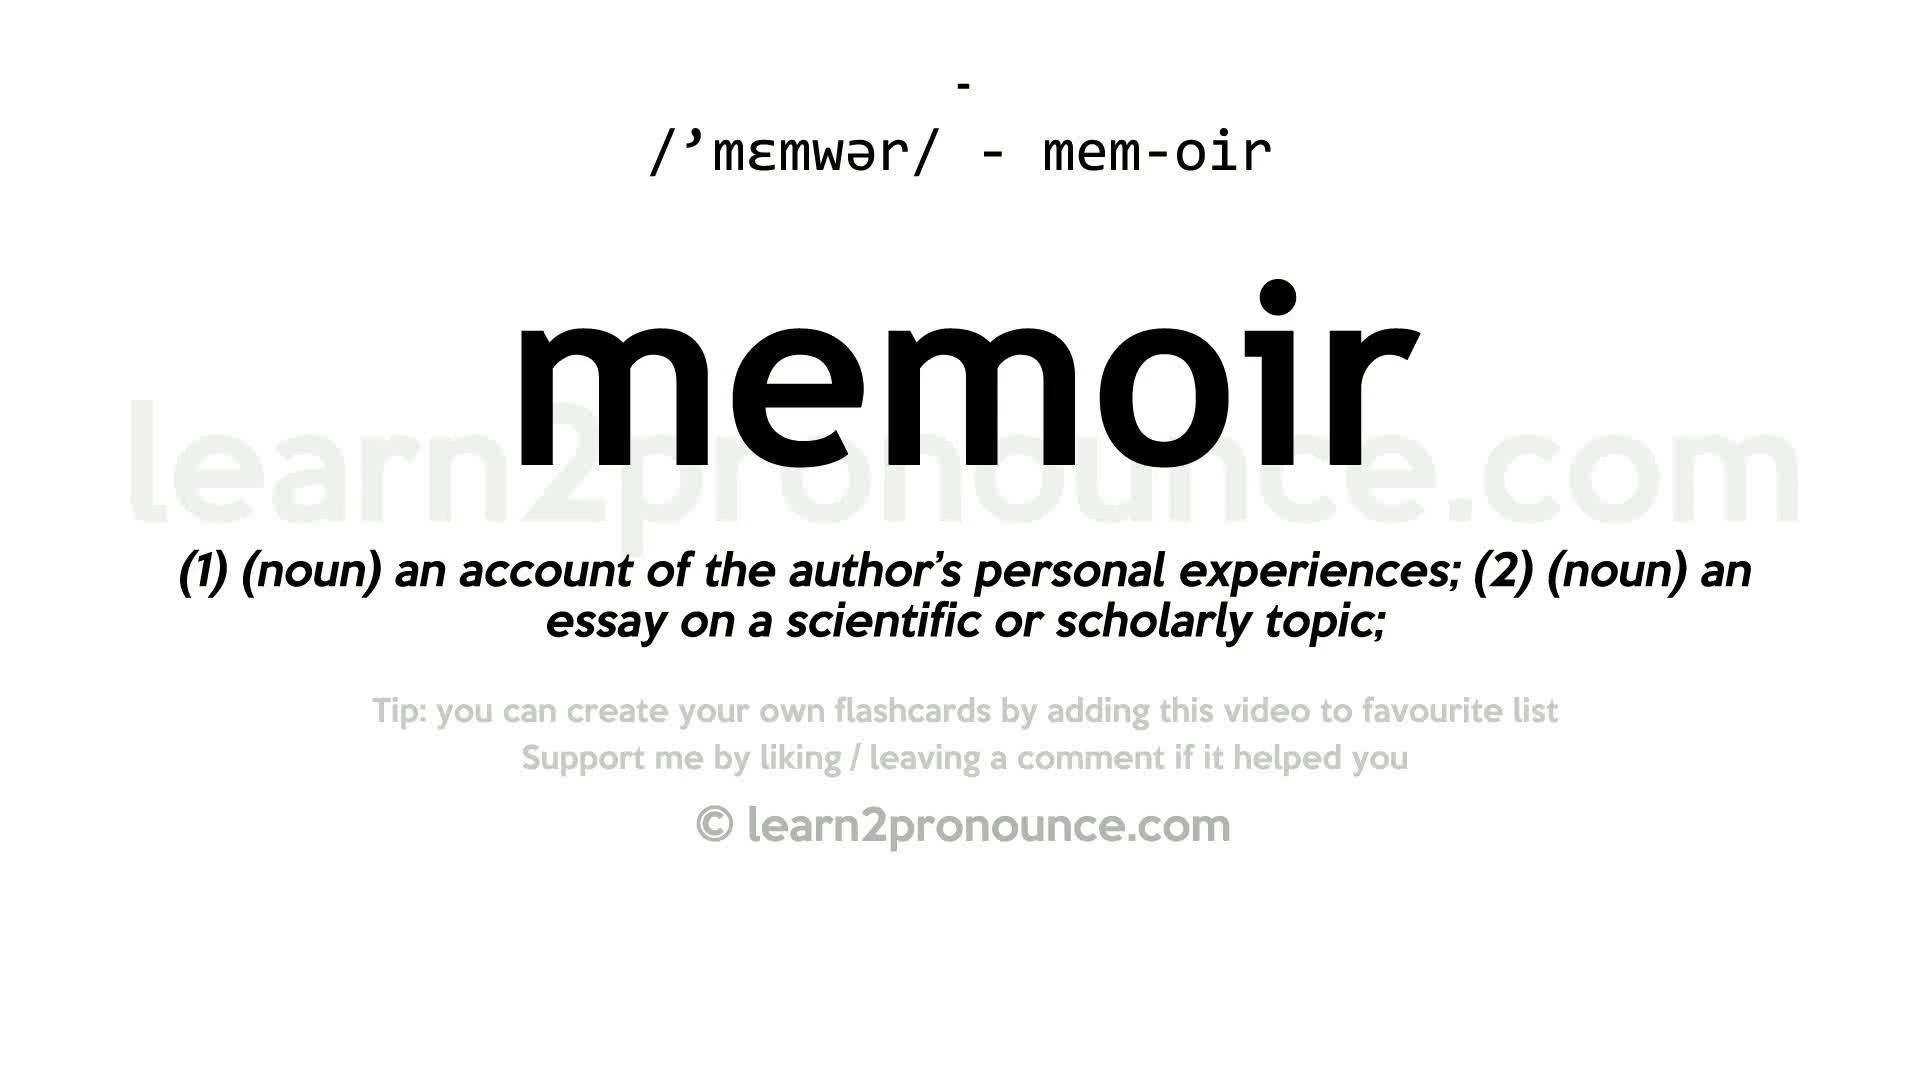 -
/’mɛmwər/ - mem-oir
memoir
learn2pronounce.com
(1) (noun) an account of the author’s personal experiences; (2) (noun) an
essay on a scientific or scholarly topic;
Tip: you can create your own flashcards by adding this video to favourite list
Support me by liking / leaving a comment if it helped you
© learn2pronounce.com